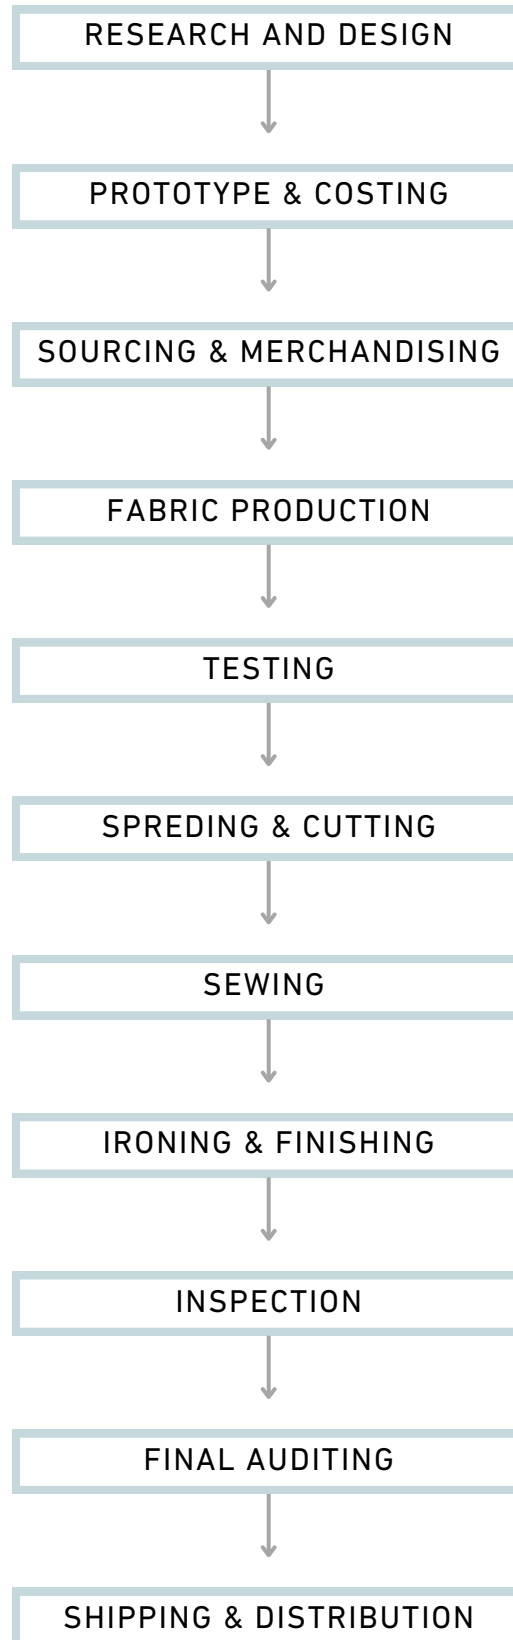 RESEARCH AND DESIGN
PROTOTYPE & COSTING
SOURCING & MERCHANDISING
FABRIC PRODUCTION
TESTING
SPREDING & CUTTING
SEWING
IRONING & FINISHING
INSPECTION
FINAL AUDITING
SHIPPING & DISTRIBUTION